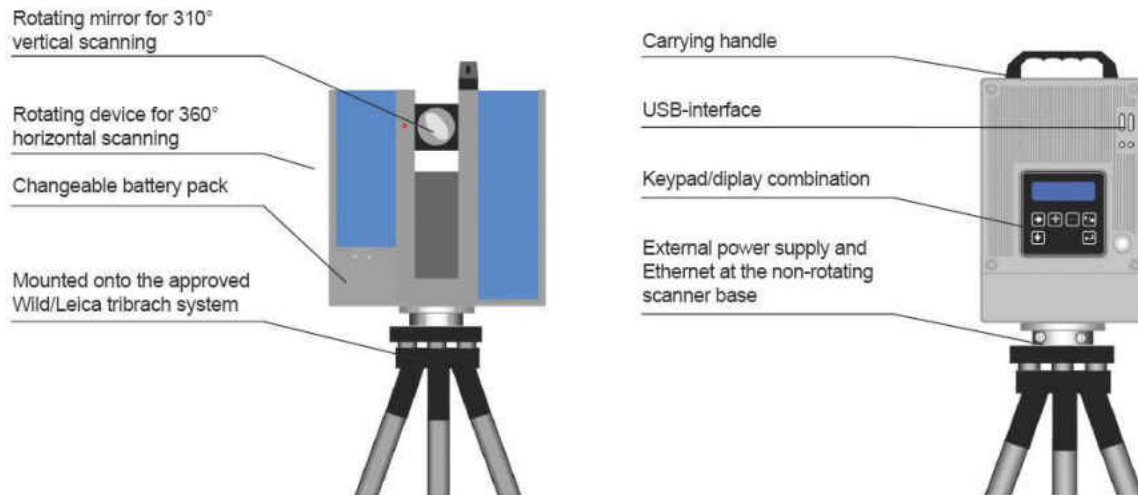 Rotating mirror for 310°
vertical scanning
Rotating device for 360°
horizontal scanning
Changeable battery pack
Mounted onto the approved
Wild/Leica tribrach system
Carrying handle
USB-interface
Keypad/diplay combination
External power supply and
Ethernet at the non-rotating
scanner base